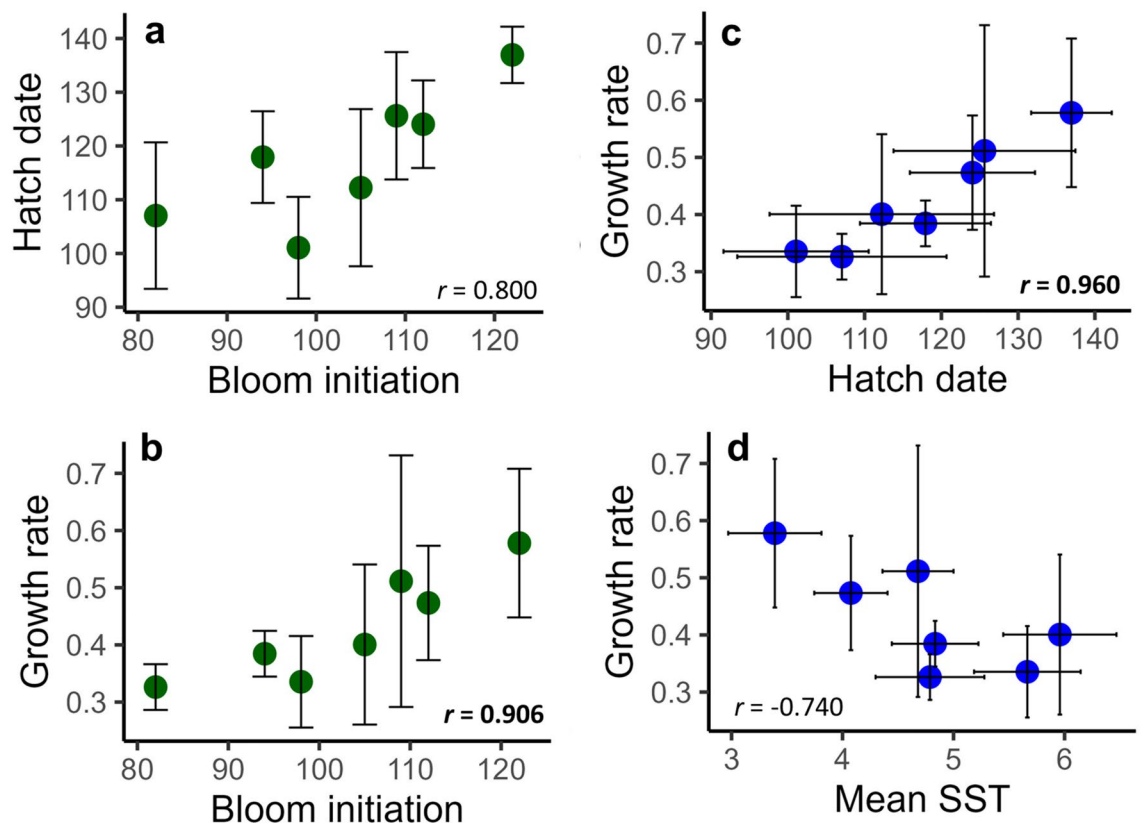 a
Hatch date
140
130
120
110
100
90
r = 0.800
80
90
100
110
120
Bloom initiation
c
Growth rate
0.7
0.6
0.5
0.4
0.3
r = 0.960
90
100
110
120
130
140
Hatch date
b
Growth rate
0.7
0.6
0.5
0.4
0.3
r = 0.906
80
90
100
110
120
Bloom initiation
d
Growth rate
0.7
0.6
0.5
0.4
0.3
r = -0.740
3
4
5
6
Mean SST